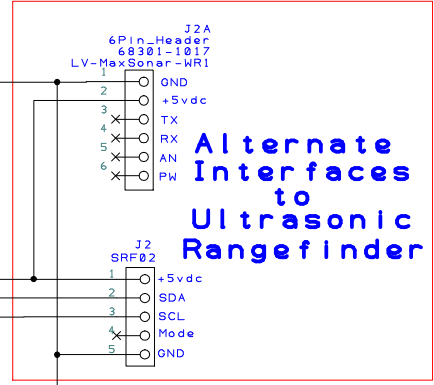 J2A
6Pin_Header
68301-1017
LV-MaxSonar-WR1
1 GND
2 +5vdc
3 TX
4 RX
5 AN
6 PW
Alternate
Interfaces
to
Ultrasonic
Rangefinder
J2
SRF02
1 +5vdc
2 SDA
3 SCL
4 Mode
5 GND